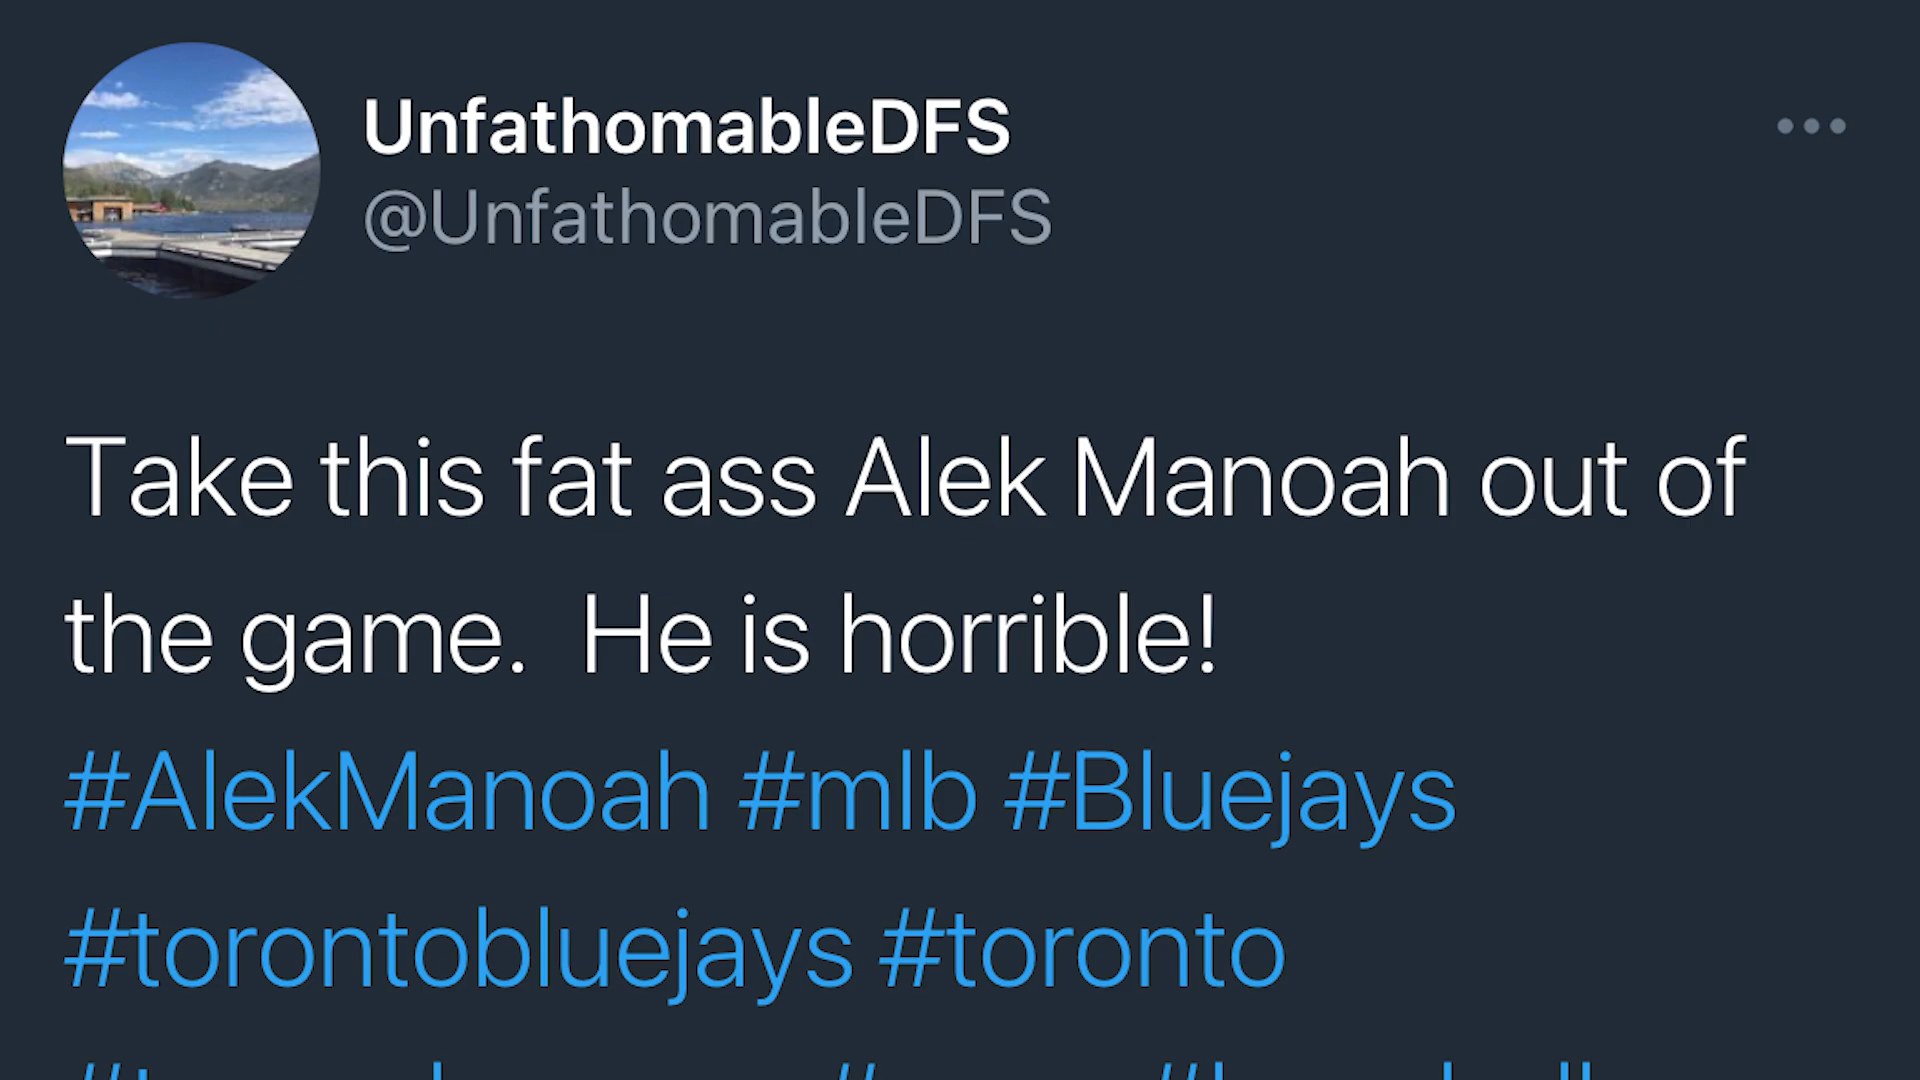 UnfathomableDFS
@UnfathomableDFS
Take this fat ass Alek Manoah out of
the game.  He is horrible!
#AlekManoah #mlb #Bluejays
#torontobluejays #toronto